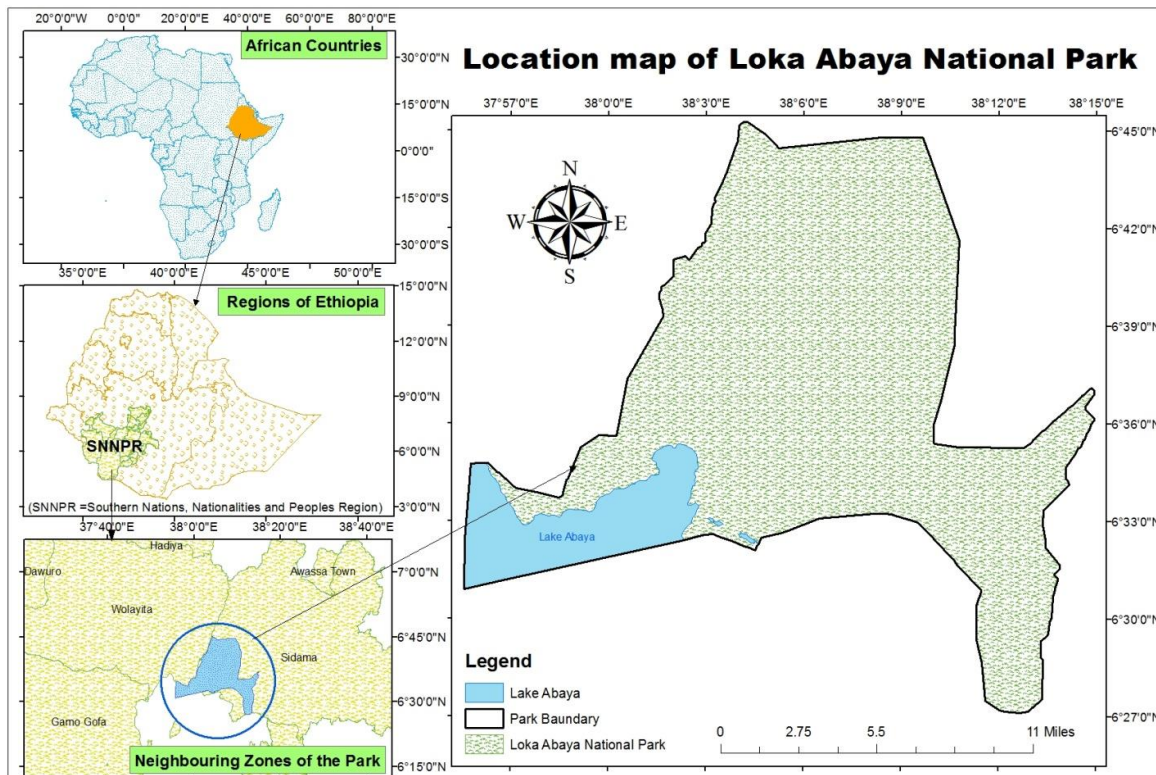 20°0'0"W 0°0'0" 20°0'0"E 40°0'0"E 60°0'0"E
African Countries
30°0'0"N
15°0'0"N
0°0'0"N
15°0'0"S
30°0'0"S
35°0'0"E 40°0'0"E 45°0'0"E 50°0'0"E
Regions of Ethiopia
15°0'0"N
12°0'0"N
9°0'0"N
6°0'0"N
3°0'0"N
SNNPR
(SNNPR =Southern Nations, Nationalities and Peoples Region)
37°40'0"E 38°0'0"E 38°20'0"E 38°40'0"E
Hadiya
Dawuro
Awassa Town
Wolayita
Sidama
Gamo Gofa
7°0'0"N
6°45'0"N
6°30'0"N
6°15'0"N
Neighbouring Zones of the Park
Location map of Loka Abaya National Park
37°57'0"E 38°0'0"E 38°3'0"E 38°6'0"E 38°9'0"E 38°12'0"E 38°15'0"E
6°45'0"N
6°42'0"N
6°39'0"N
6°36'0"N
6°33'0"N
6°30'0"N
6°27'0"N
N
W
E
S
Lake Abaya
Legend
Lake Abaya
Park Baundary
Loka Abaya National Park
0 2.75 5.5 11 Miles